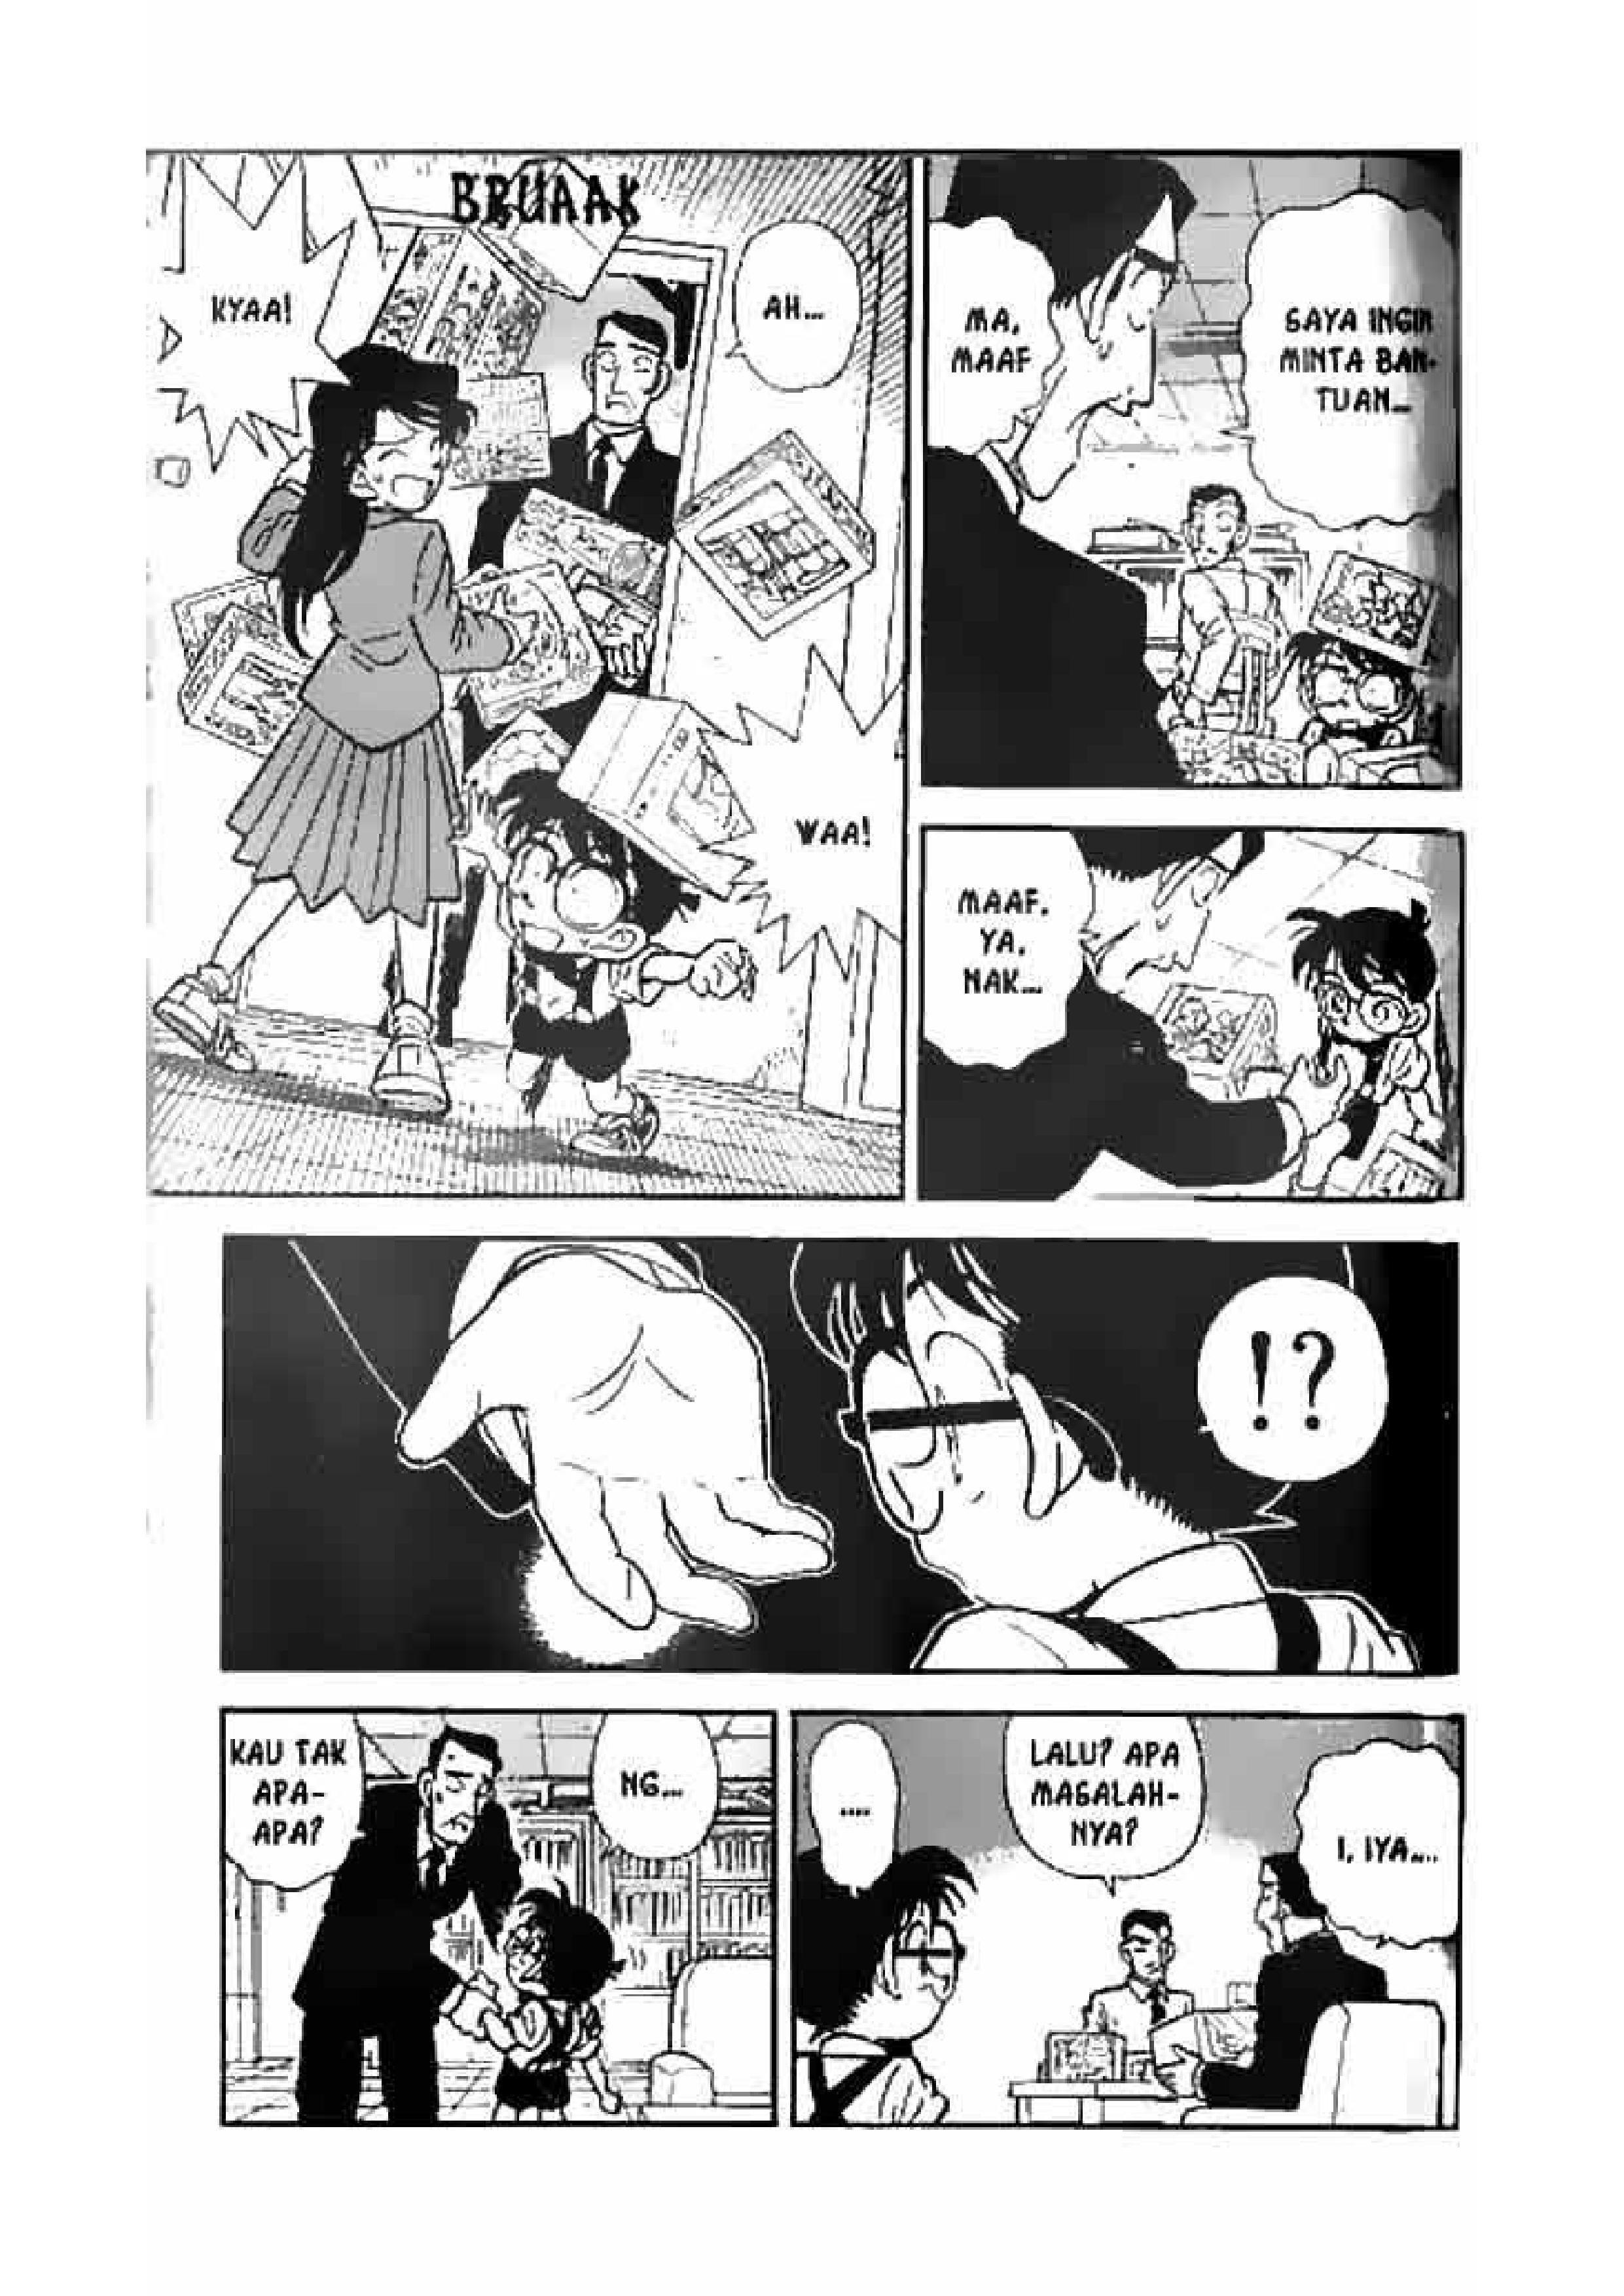 BRUAAK
KYAA!
AH...
WAA!
MA,
MAAF
SAYA INGIN
MINTA BAN-
TUAN...
MAAF,
YA,
NAK...
!?
KAU TAK
APA-
APA?
NG...
....
LALU? APA
MASALAH-
NYA?
I, IYA....